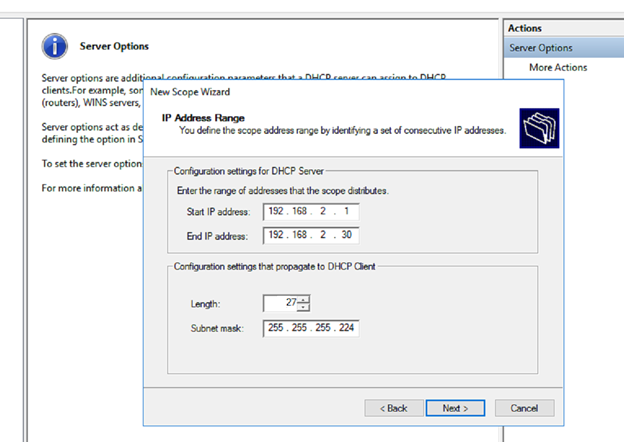 Actions
Server Options
Server Options
More Actions
Server options are additional configuration parameters that a DHCP server can assign to DHCP
clients.For example, som
(routers), WINS servers,
Server options act as de
defining the option in S
To set the server option
For more information a
New Scope Wizard
IP Address Range
You define the scope address range by identifying a set of consecutive IP addresses.
Configuration settings for DHCP Server
Enter the range of addresses that the scope distributes.
Start IP address: 192 . 168 . 2 . 1
End IP address: 192 . 168 . 2 . 30
Configuration settings that propagate to DHCP Client
Length: 27
Subnet mask: 255 . 255 . 255 . 224
< Back Next > Cancel